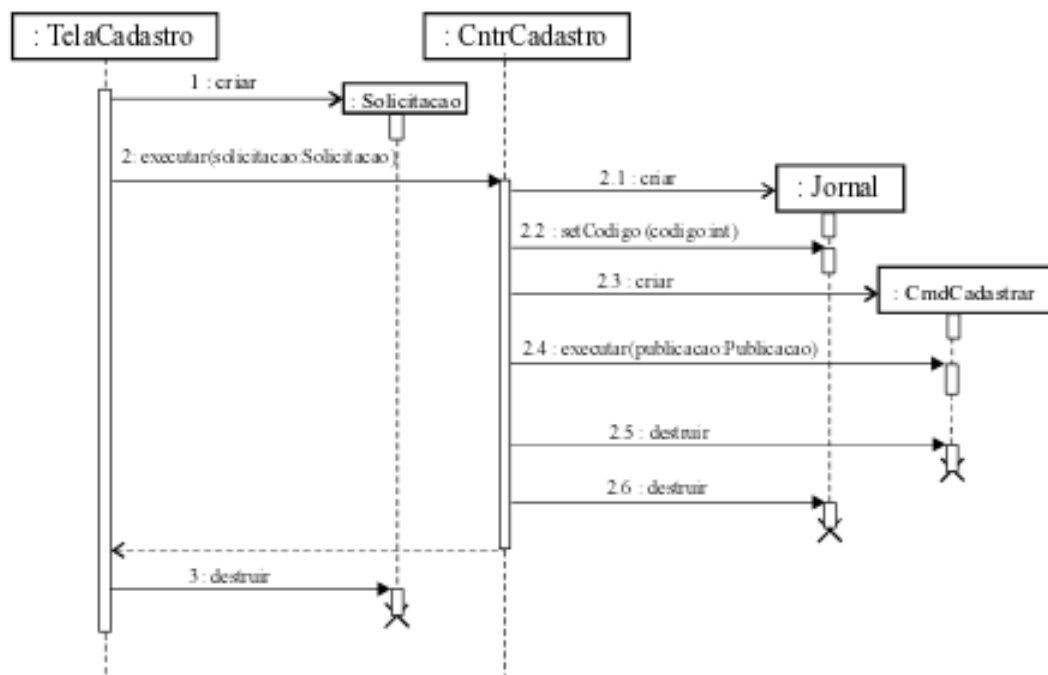 : TelaCadastro
: CntrCadastro
1 : criar
: Solicitacao
2: executar(solicitacao:Solicitacao)
2.1 : criar
: Jornal
2.2 : setCodigo (codigo:int)
2.3 : criar
: CmdCadastrar
2.4 : executar(publicacao:Publicacao)
2.5 : destruir
2.6 : destruir
3 : destruir